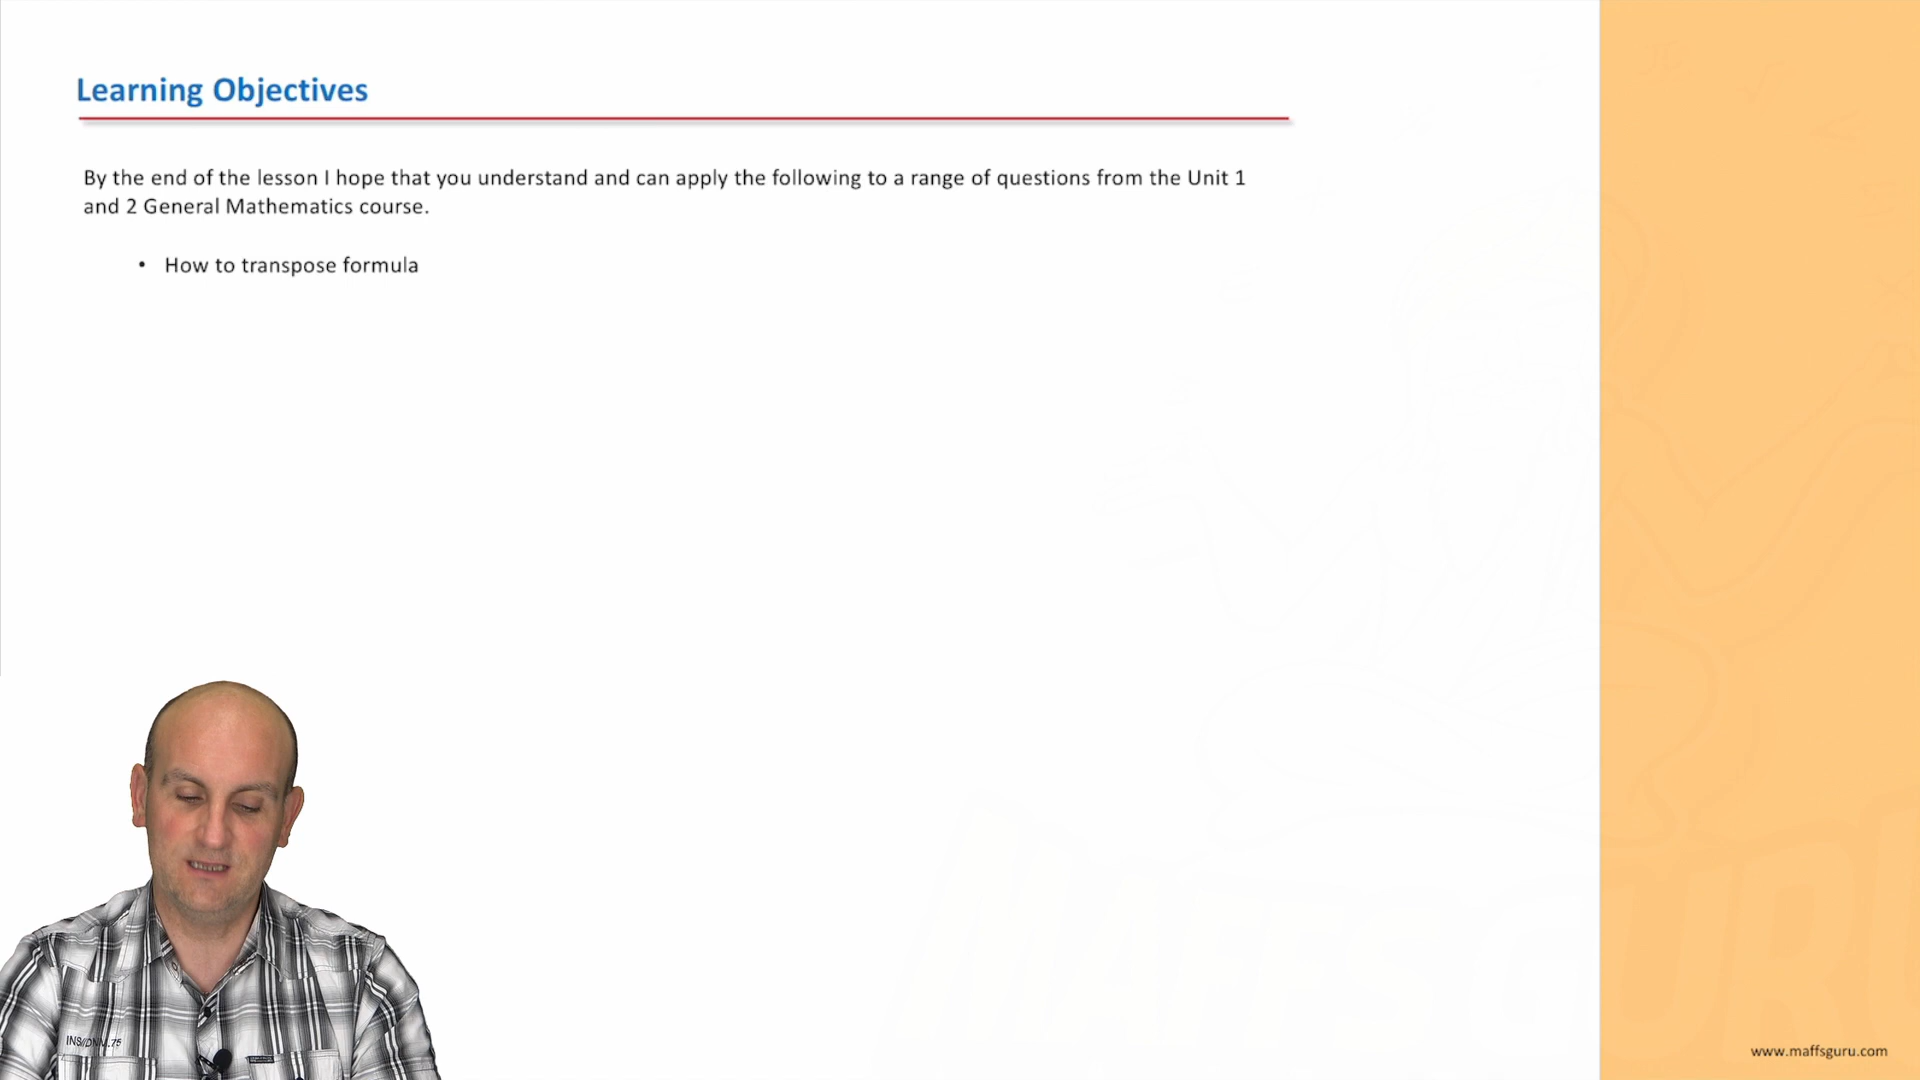 Learning Objectives
By the end of the lesson I hope that you understand and can apply the following to a range of questions from the Unit 1
and 2 General Mathematics course.
• How to transpose formula
MAFFSGURU
www.maffsguru.com